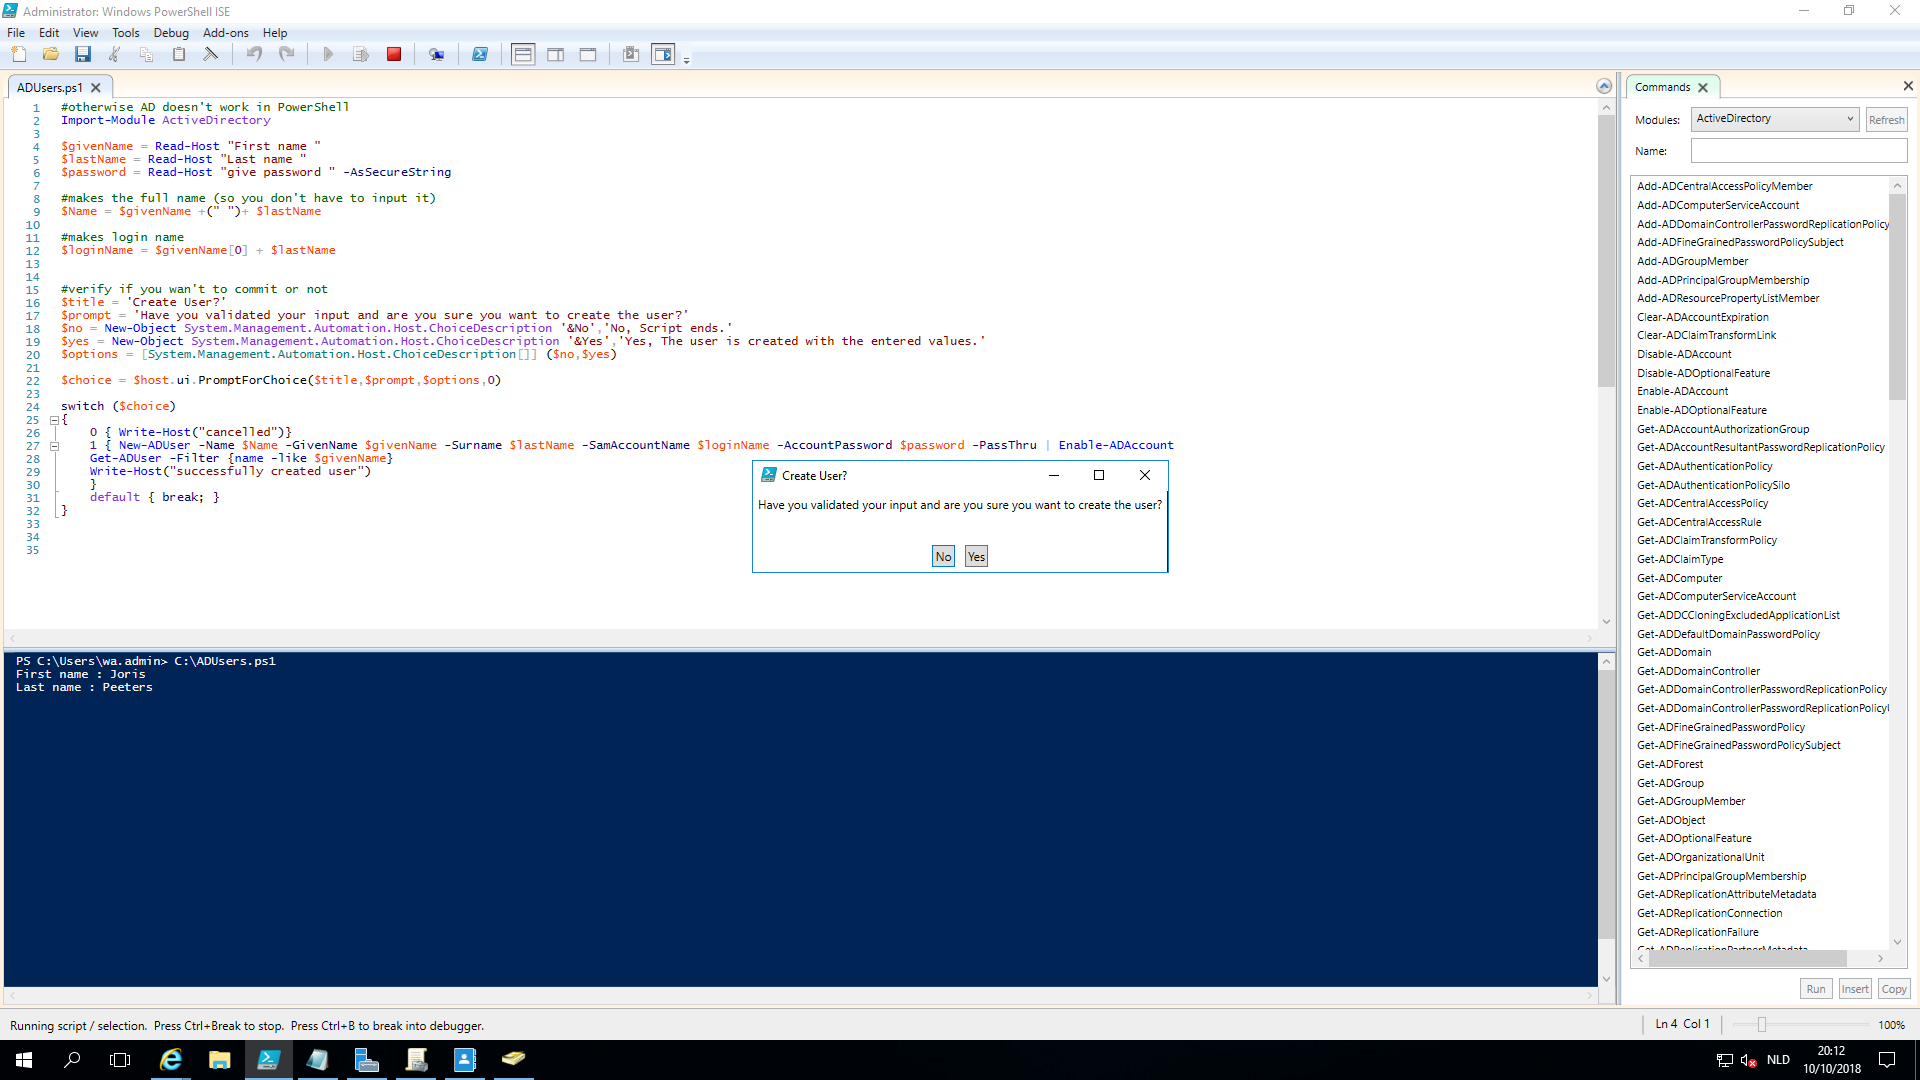 Administrator: Windows PowerShell ISE
File Edit View Tools Debug Add-ons Help
ADUsers.ps1
1 #otherwise AD doesn't work in PowerShell
2 Import-Module ActiveDirectory
3
4 $givenName = Read-Host "First name "
5 $lastName = Read-Host "Last name "
6 $password = Read-Host "give password " -AsSecureString
7
8 #makes the full name (so you don't have to input it)
9 $Name = $givenName +(" ")+ $lastName
10
11 #makes login name
12 $loginName = $givenName[0] + $lastName
13
14
15 #verify if you wan't to commit or not
16 $title = 'Create User?'
17 $prompt = 'Have you validated your input and are you sure you want to create the user?'
18 $no = New-Object System.Management.Automation.Host.ChoiceDescription '&No','No, Script ends.'
19 $yes = New-Object System.Management.Automation.Host.ChoiceDescription '&Yes','Yes, The user is created with the entered values.'
20 $options = [System.Management.Automation.Host.ChoiceDescription[]] ($no,$yes)
21
22 $choice = $host.ui.PromptForChoice($title,$prompt,$options,0)
23
24 switch ($choice)
25 {
26 0 { Write-Host("cancelled")}
27 1 { New-ADUser -Name $Name -GivenName $givenName -Surname $lastName -SamAccountName $loginName -AccountPassword $password -PassThru | Enable-ADAccount
28 Get-ADUser -Filter {name -like $givenName}
29 Write-Host("successfully created user")
30 }
31 default { break; }
32 }
33
34
35
Create User?
Have you validated your input and are you sure you want to create the user?
No Yes
PS C:\Users\wa.admin> C:\ADUsers.ps1
First name : Joris
Last name : Peeters
Commands
Modules: ActiveDirectory Refresh
Name:
Add-ADCentralAccessPolicyMember
Add-ADComputerServiceAccount
Add-ADDomainControllerPasswordReplicationPolicy
Add-ADFineGrainedPasswordPolicySubject
Add-ADGroupMember
Add-ADPrincipalGroupMembership
Add-ADResourcePropertyListMember
Clear-ADAccountExpiration
Clear-ADClaimTransformLink
Disable-ADAccount
Disable-ADOptionalFeature
Enable-ADAccount
Enable-ADOptionalFeature
Get-ADAccountAuthorizationGroup
Get-ADAccountResultantPasswordReplicationPolicy
Get-ADAuthenticationPolicy
Get-ADAuthenticationPolicySilo
Get-ADCentralAccessPolicy
Get-ADCentralAccessRule
Get-ADClaimTransformPolicy
Get-ADClaimType
Get-ADComputer
Get-ADComputerServiceAccount
Get-ADDCCloningExcludedApplicationList
Get-ADDefaultDomainPasswordPolicy
Get-ADDomain
Get-ADDomainController
Get-ADDomainControllerPasswordReplicationPolicy
Get-ADDomainControllerPasswordReplicationPolicy
Get-ADFineGrainedPasswordPolicy
Get-ADFineGrainedPasswordPolicySubject
Get-ADForest
Get-ADGroup
Get-ADGroupMember
Get-ADObject
Get-ADOptionalFeature
Get-ADOrganizationalUnit
Get-ADPrincipalGroupMembership
Get-ADReplicationAttributeMetadata
Get-ADReplicationConnection
Get-ADReplicationFailure
Get-ADReplicationPartnerMetadata
Run Insert Copy
Running script / selection. Press Ctrl+Break to stop. Press Ctrl+B to break into debugger.
Ln 4 Col 1 100%
NLD 20:12
10/10/2018